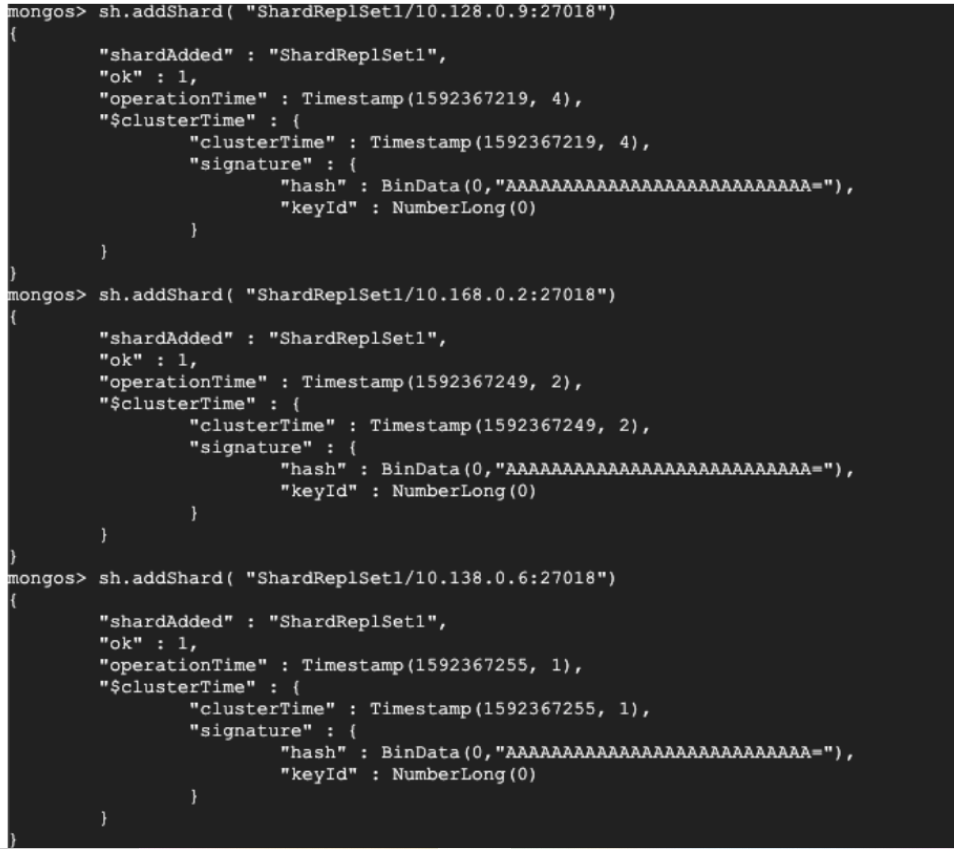 mongos> sh.addShard( "ShardReplSet1/10.128.0.9:27018")
{
        "shardAdded" : "ShardReplSet1",
        "ok" : 1,
        "operationTime" : Timestamp(1592367219, 4),
        "$clusterTime" : {
                "clusterTime" : Timestamp(1592367219, 4),
                "signature" : {
                        "hash" : BinData(0,"AAAAAAAAAAAAAAAAAAAAAAAAAAA="),
                        "keyId" : NumberLong(0)
                }
        }
}
mongos> sh.addShard( "ShardReplSet1/10.168.0.2:27018")
{
        "shardAdded" : "ShardReplSet1",
        "ok" : 1,
        "operationTime" : Timestamp(1592367249, 2),
        "$clusterTime" : {
                "clusterTime" : Timestamp(1592367249, 2),
                "signature" : {
                        "hash" : BinData(0,"AAAAAAAAAAAAAAAAAAAAAAAAAAA="),
                        "keyId" : NumberLong(0)
                }
        }
}
mongos> sh.addShard( "ShardReplSet1/10.138.0.6:27018")
{
        "shardAdded" : "ShardReplSet1",
        "ok" : 1,
        "operationTime" : Timestamp(1592367255, 1),
        "$clusterTime" : {
                "clusterTime" : Timestamp(1592367255, 1),
                "signature" : {
                        "hash" : BinData(0,"AAAAAAAAAAAAAAAAAAAAAAAAAAA="),
                        "keyId" : NumberLong(0)
                }
        }
}